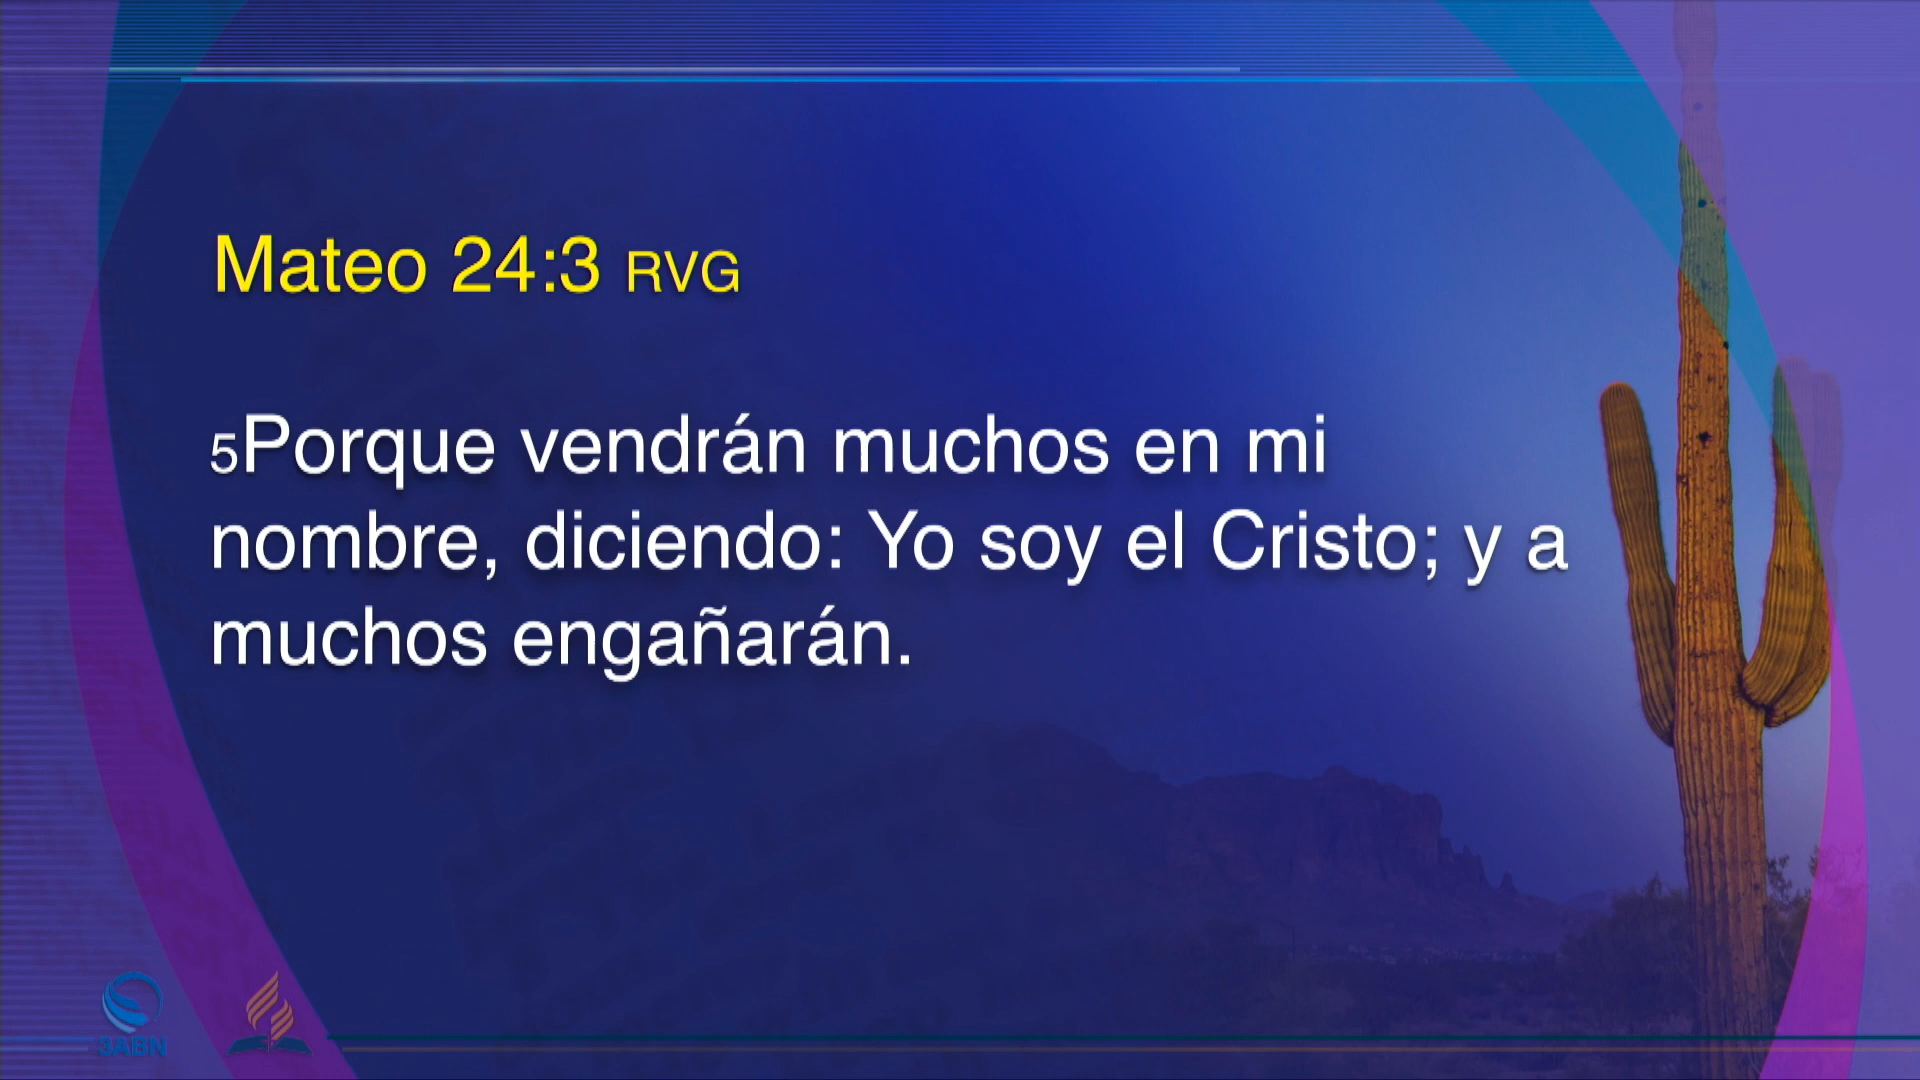 Mateo 24:3 RVG
5Porque vendrán muchos en mi
nombre, diciendo: Yo soy el Cristo; y a
muchos engañarán.
3ABN